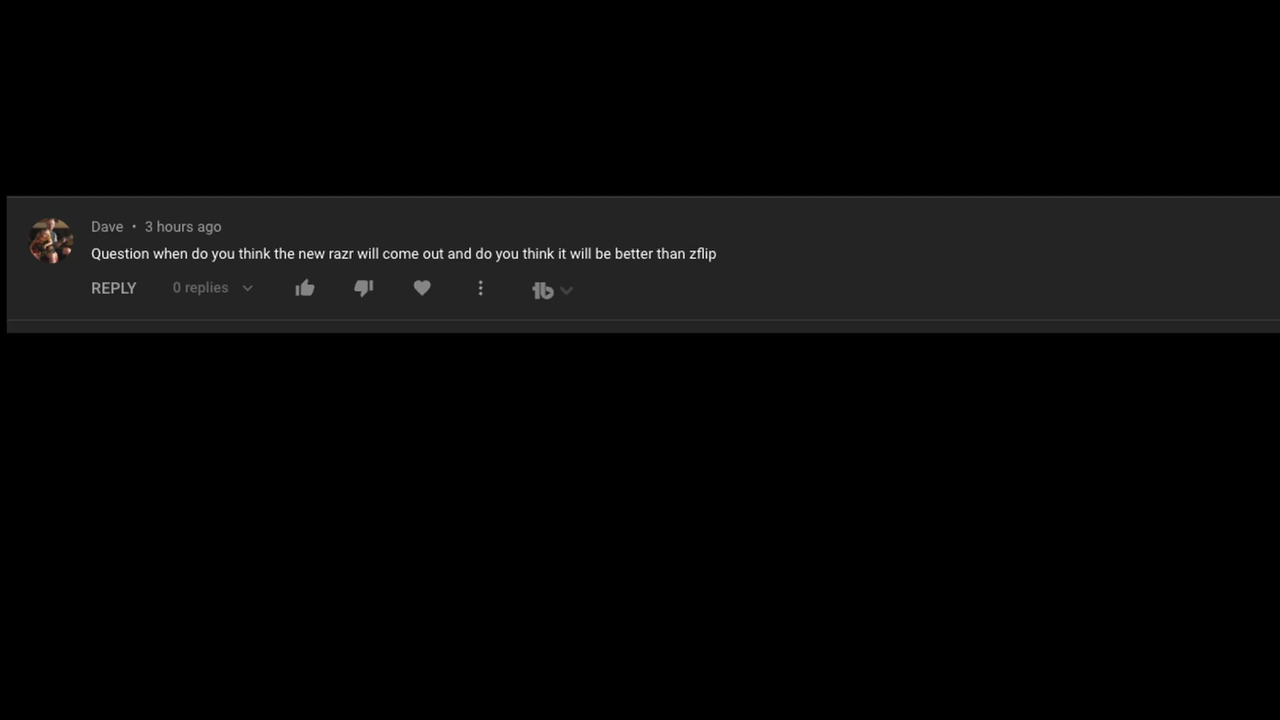 Dave • 3 hours ago
Question when do you think the new razr will come out and do you think it will be better than zflip
REPLY 0 replies